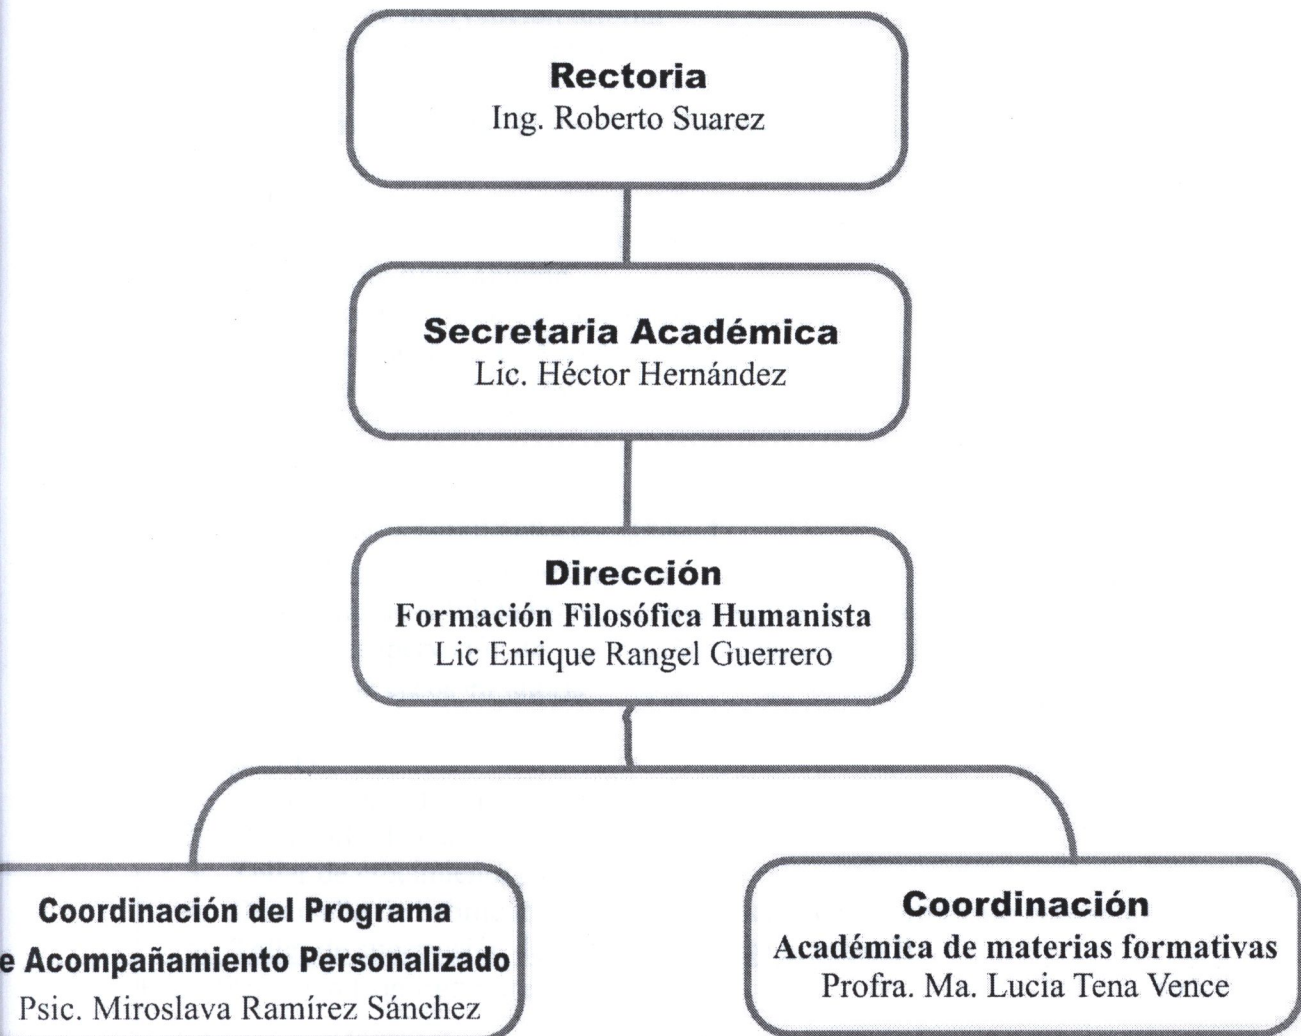 Rectoria
Ing. Roberto Suarez
Secretaria Académica
Lic. Héctor Hernández
Dirección
Formación Filosófica Humanista
Lic Enrique Rangel Guerrero
Coordinación del Programa
e Acompañamiento Personalizado
Psic. Miroslava Ramírez Sánchez
Coordinación
Académica de materias formativas
Profra. Ma. Lucia Tena Vence